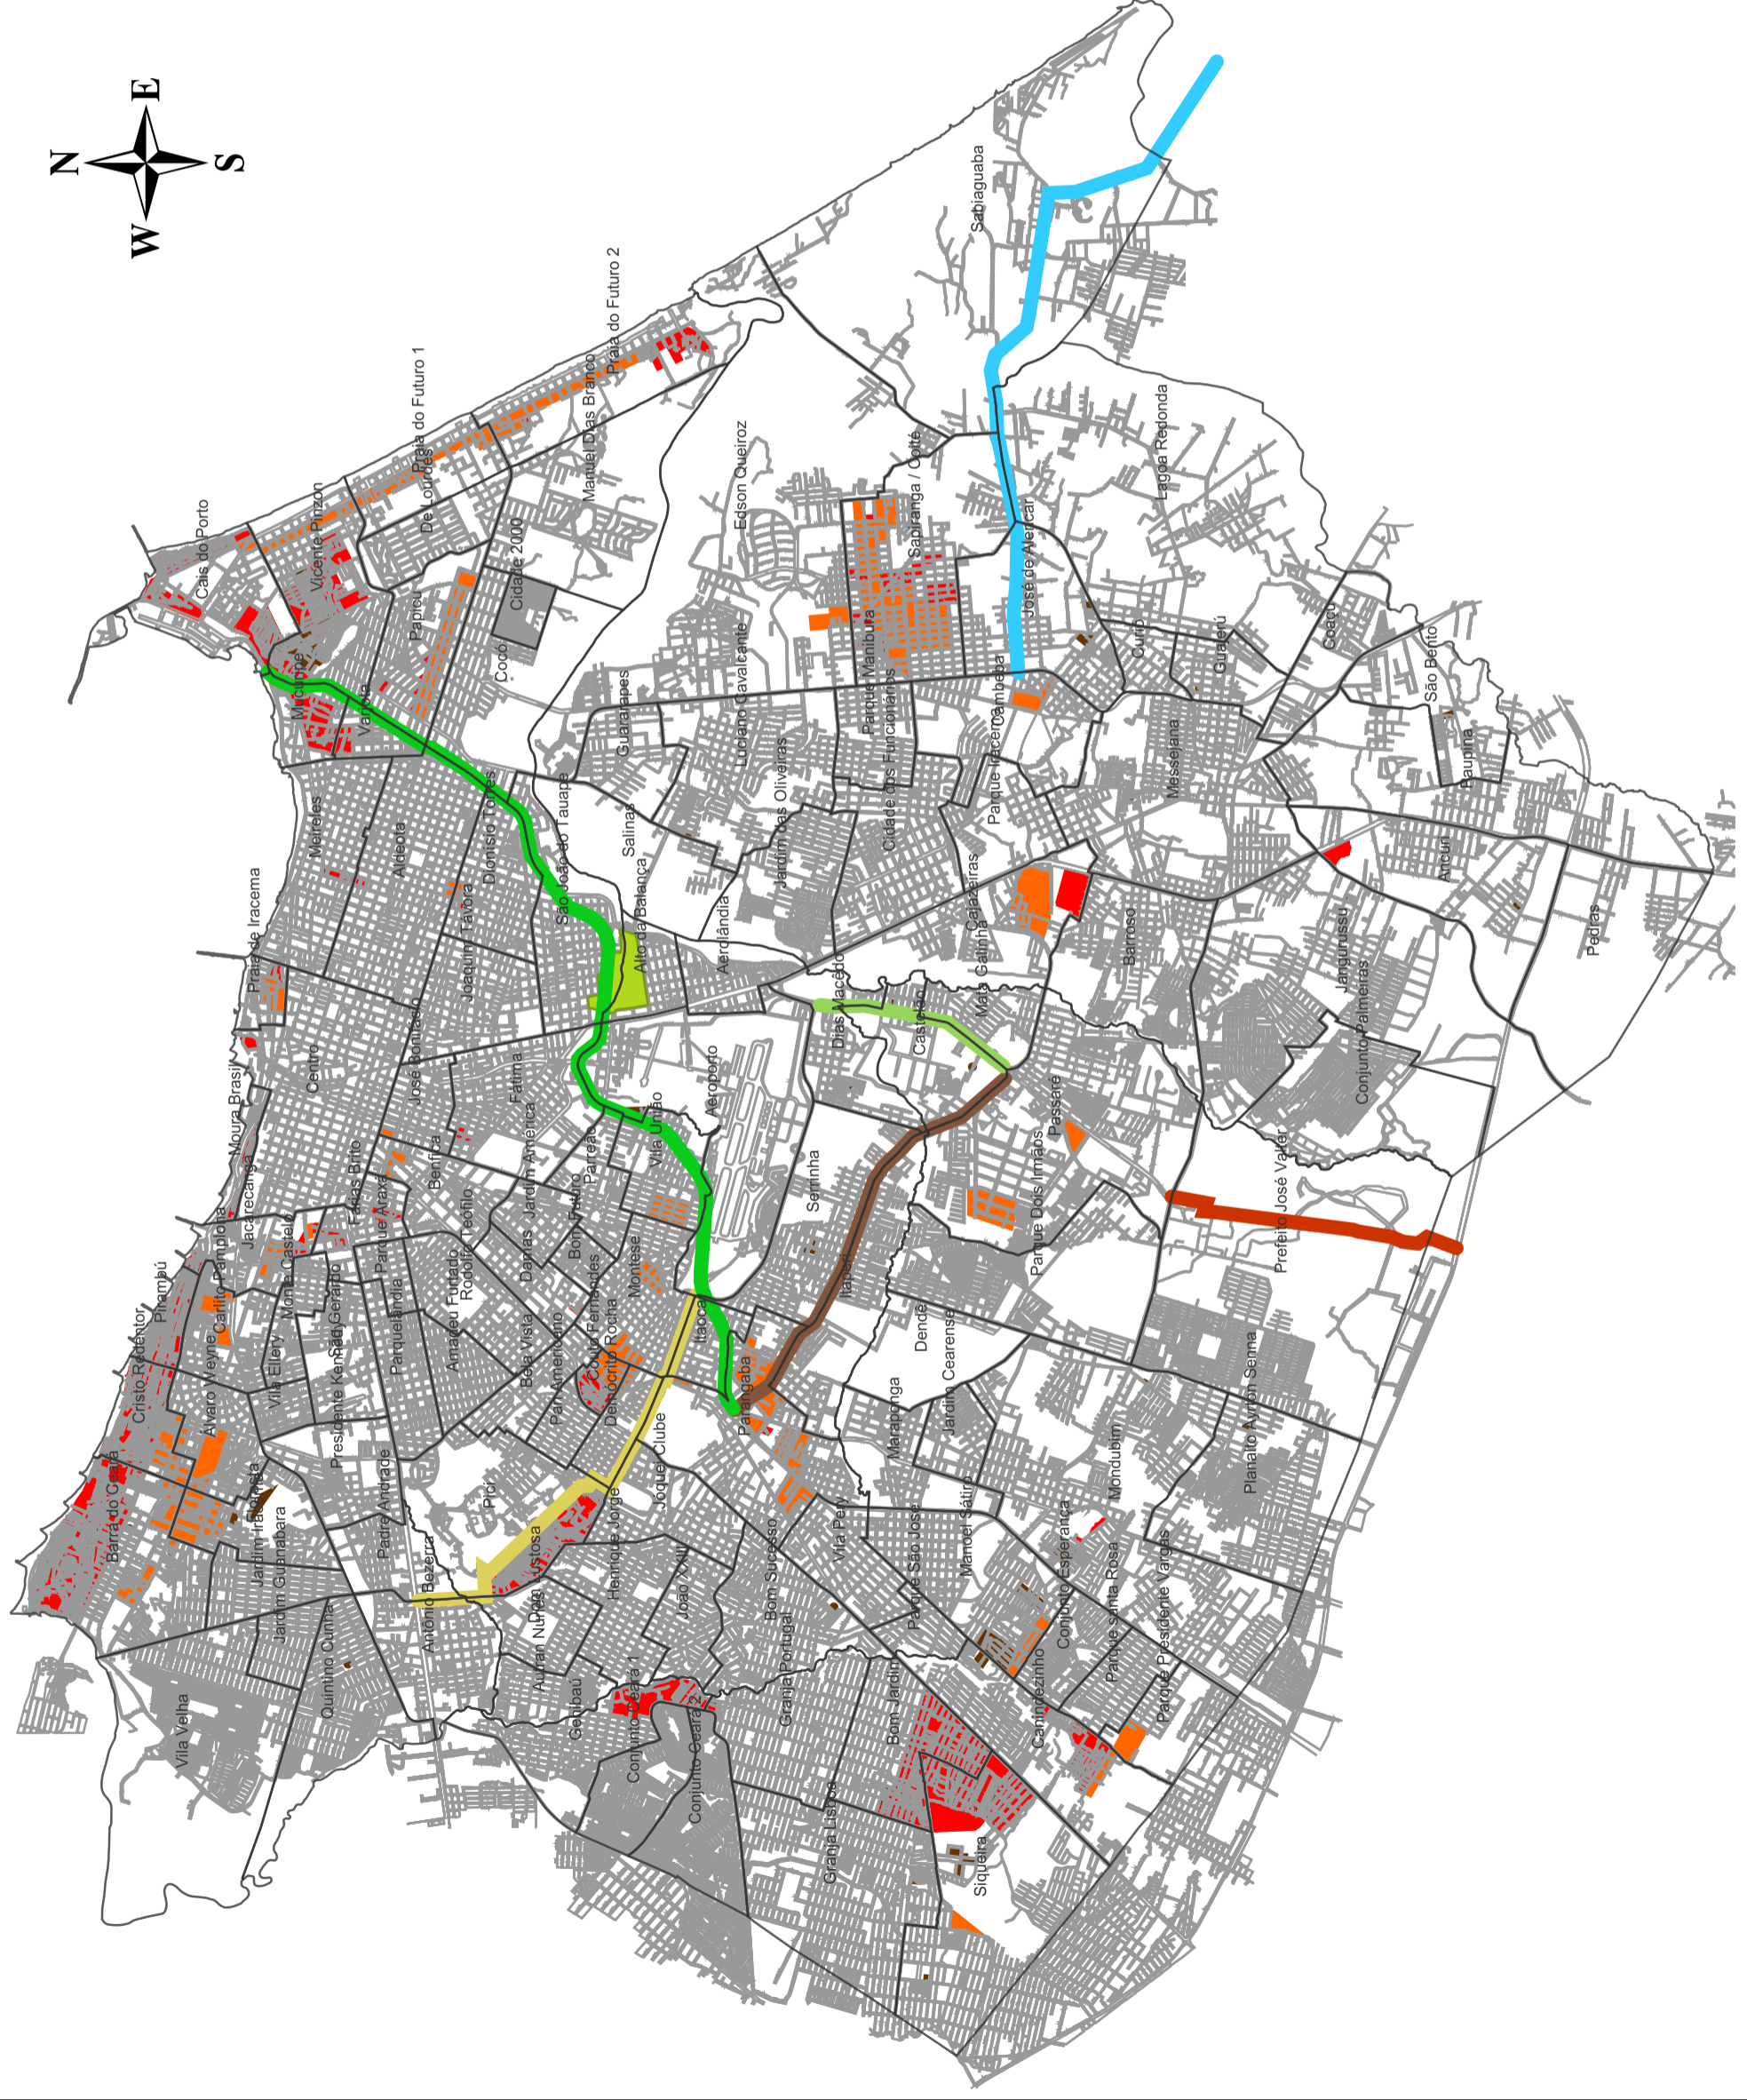 N
E
S
W
Cais do Porto
Vicente Pinzon
Mucuripe
Varjota
Papicu
De Lourdes
Praia do Futuro 1
Praia do Futuro 2
Manuel Dias Branco
Cidade 2000
Cocó
Meireles
Aldeota
Dionisio Torres
Joaquim Tavora
Praia de Iracema
Centro
José Bonifácio
Moura Brasil
Jacarecanga
Farias Brito
Parque Araxá
Benfica
Fátima
Jardim América
Damas
Bom Futuro
Parreão
Vila União
Aeroporto
Montese
Couto Fernandes
Democrito Rocha
Pan Americano
Bela Vista
Rodolfo Teófilo
Amadeu Furtado
Parquelândia
São Gerardo
Presidente Kennedy
Monte Castelo
Carlito Pamplona
Pirambú
Cristo Redentor
Alvaro Weyne
Vila Ellery
Barra do Ceará
Floresta
Jardim Iracema
Jardim Guanabara
Padre Andrade
Antônio Bezerra
Quintino Cunha
Vila Velha
Pici
Dom Lustosa
Autran Nunes
Henrique Jorge
Jóquei Clube
João XXIII
Genibaú
Conjunto Ceará 1
Conjunto Ceará 2
Bom Sucesso
Granja Portugal
Granja Lisboa
Bom Jardim
Siqueira
Canindezinho
Parque São José
Vila Pery
Manoel Sátiro
Conjunto Esperança
Parque santa Rosa
Parque Presidente Vargas
Mondubim
Planalto Ayrton Senna
Maraponga
Jardim Cearense
Dendê
Parangaba
Itaoca
Itaperi
Serrinha
Parque Dois Irmãos
Passaré
Prefeito José Valter
Dias Macêdo
Castelão
Mata Galinha
Cajazeiras
Barroso
Jangurussu
Conjunto Palmeiras
Ancuri
Pedras
Paupina
São Bento
Coaçu
Guajerú
Curió
Messejana
Parque Iracema
Cambeba
José de Alencar
Lagoa Redonda
Sabiaguaba
Sapiranga / Coité
Edson Queiroz
Parque Manibura
Cidade dos Funcionários
Luciano Cavalcante
Guararapes
Jardim das Oliveiras
Salinas
São João do Tauape
Alto da Balança
Aerolândia